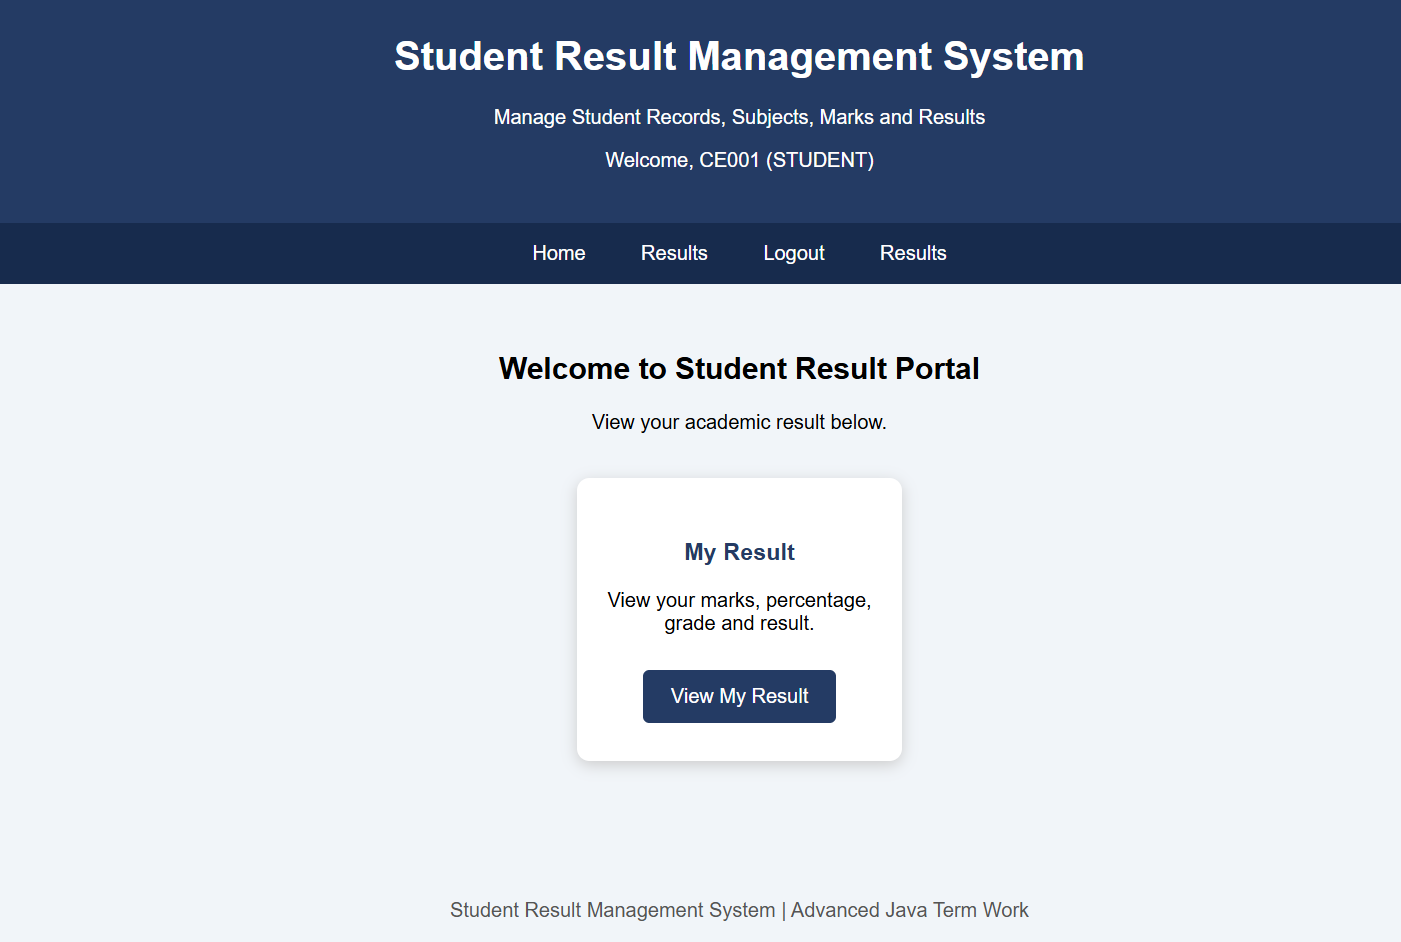 Student Result Management System
Manage Student Records, Subjects, Marks and Results
Welcome, CE001 (STUDENT)
Home Results Logout Results
Welcome to Student Result Portal
View your academic result below.
My Result
View your marks, percentage,
grade and result.
View My Result
Student Result Management System | Advanced Java Term Work